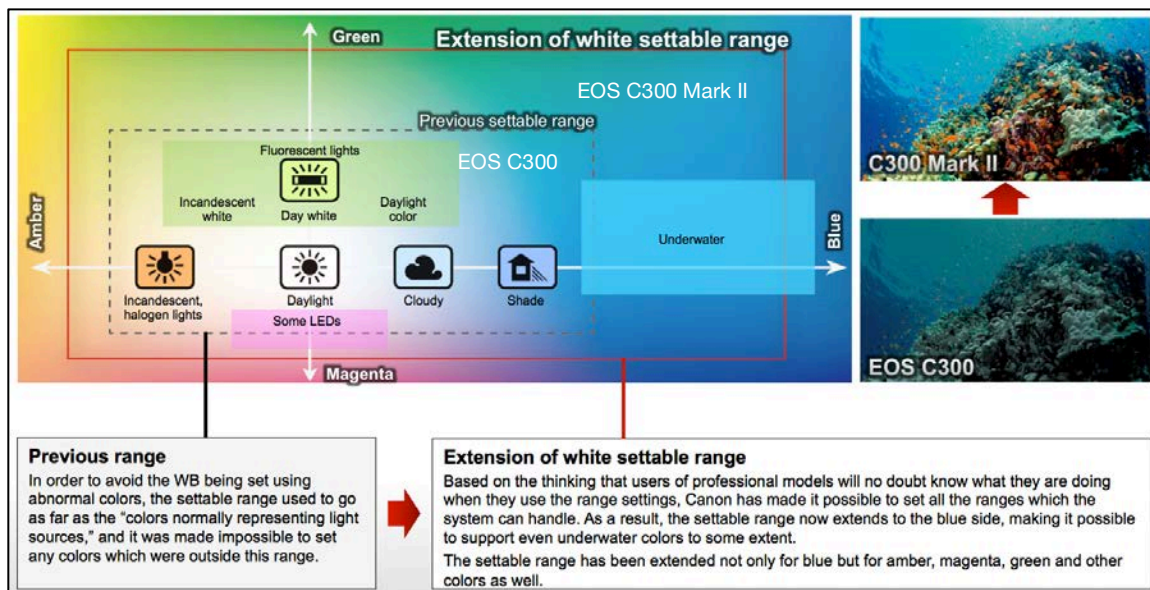 Green
Extension of white settable range
EOS C300 Mark II
Previous settable range
Fluorescent lights
EOS C300
Incandescent
white
Day white
Daylight
color
Underwater
Amber
Blue
Incandescent,
halogen lights
Daylight
Cloudy
Shade
Some LEDs
Magenta
C300 Mark II
EOS C300
Previous range
In order to avoid the WB being set using
abnormal colors, the settable range used to go
as far as the “colors normally representing light
sources,” and it was made impossible to set
any colors which were outside this range.
Extension of white settable range
Based on the thinking that users of professional models will no doubt know what they are doing
when they use the range settings, Canon has made it possible to set all the ranges which the
system can handle. As a result, the settable range now extends to the blue side, making it possible
to support even underwater colors to some extent.
The settable range has been extended not only for blue but for amber, magenta, green and other
colors as well.